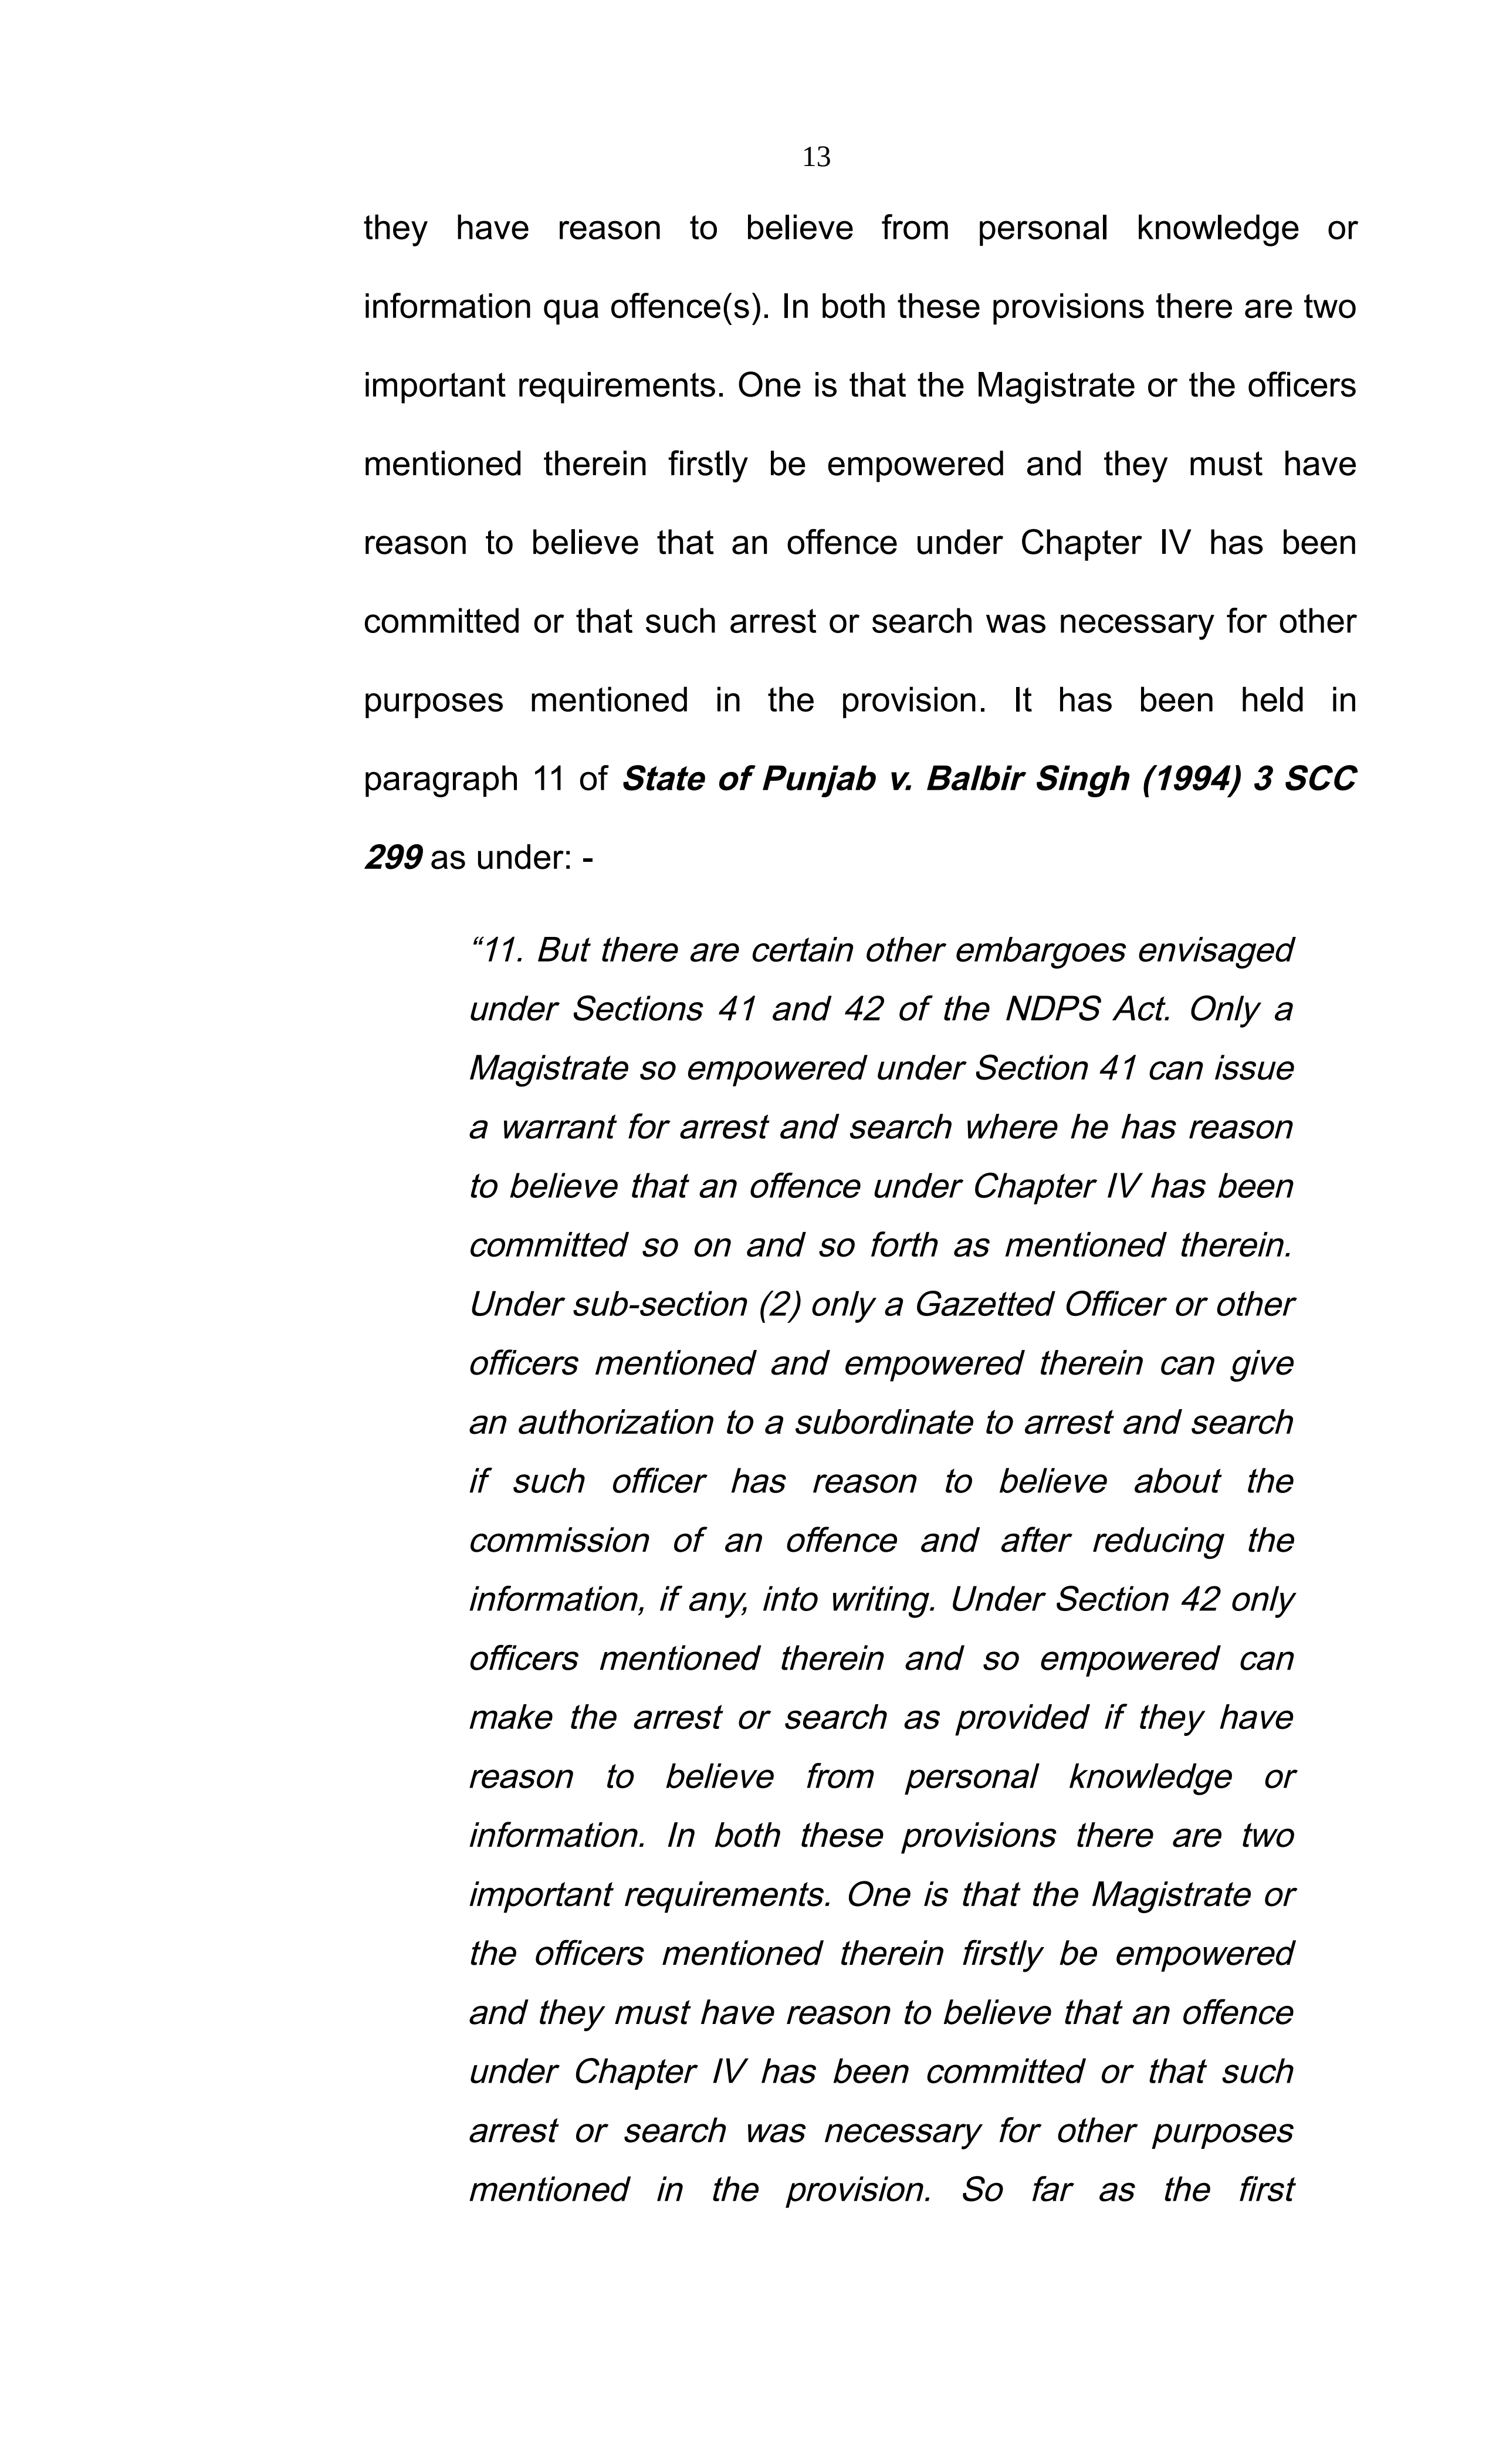 13
they have reason to believe from personal knowledge or
information qua offence(s). In both these provisions there are two
important requirements. One is that the Magistrate or the officers
mentioned therein firstly be empowered and they must have
reason to believe that an offence under Chapter IV has been
committed or that such arrest or search was necessary for other
purposes mentioned in the provision. It has been held in
paragraph 11 of State of Punjab v. Balbir Singh (1994) 3 SCC
299 as under: -
“11. But there are certain other embargoes envisaged
under Sections 41 and 42 of the NDPS Act. Only a
Magistrate so empowered under Section 41 can issue
a warrant for arrest and search where he has reason
to believe that an offence under Chapter IV has been
committed so on and so forth as mentioned therein.
Under sub-section (2) only a Gazetted Officer or other
officers mentioned and empowered therein can give
an authorization to a subordinate to arrest and search
if such officer has reason to believe about the
commission of an offence and after reducing the
information, if any, into writing. Under Section 42 only
officers mentioned therein and so empowered can
make the arrest or search as provided if they have
reason to believe from personal knowledge or
information. In both these provisions there are two
important requirements. One is that the Magistrate or
the officers mentioned therein firstly be empowered
and they must have reason to believe that an offence
under Chapter IV has been committed or that such
arrest or search was necessary for other purposes
mentioned in the provision. So far as the first